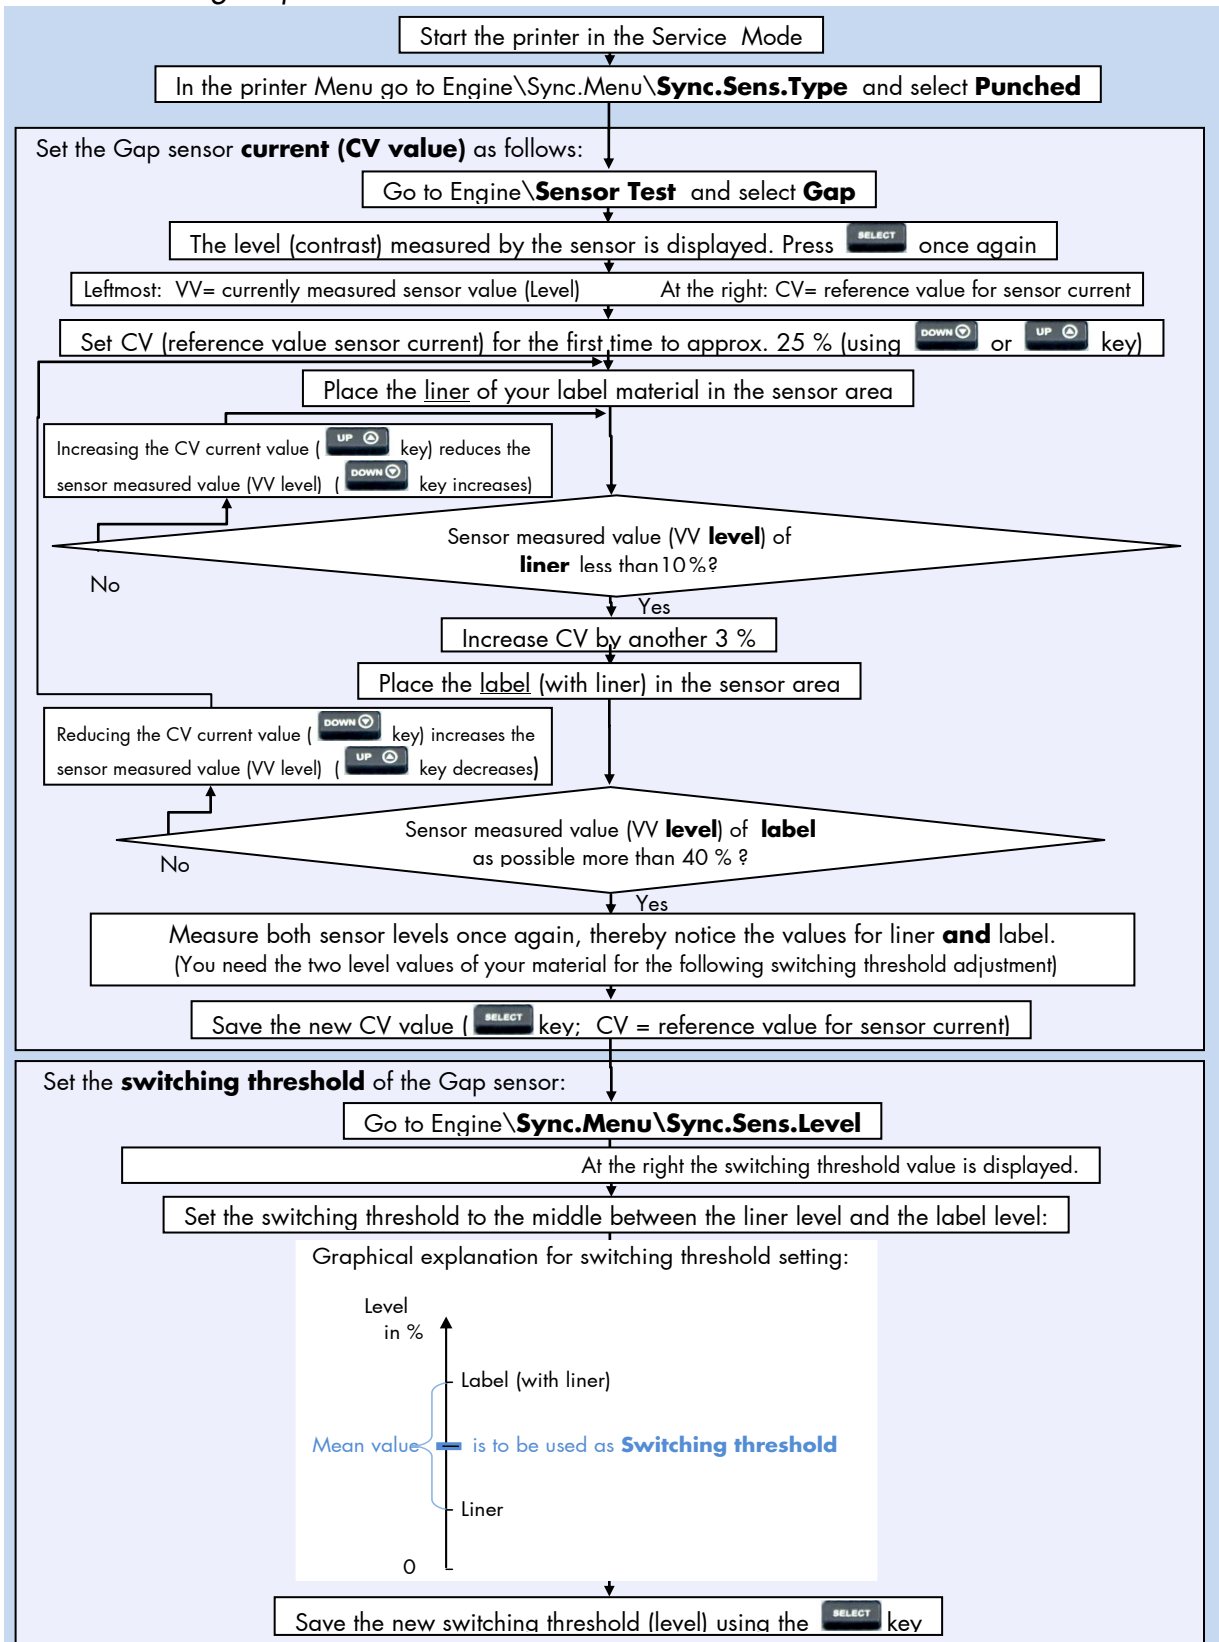 Start the printer in the Service Mode
In the printer Menu go to Engine\Sync.Menu\Sync.Sens.Type and select Punched
Set the Gap sensor current (CV value) as follows:
Go to Engine\Sensor Test and select Gap
The level (contrast) measured by the sensor is displayed. Press SELECT once again
Leftmost: VV= currently measured sensor value (Level) At the right: CV= reference value for sensor current
Set CV (reference value sensor current) for the first time to approx. 25 % (using DOWN or UP key)
Place the liner of your label material in the sensor area
Increasing the CV current value ( UP key) reduces the
sensor measured value (VV level) ( DOWN key increases)
Sensor measured value (VV level) of
liner less than10%?
No
Yes
Increase CV by another 3 %
Place the label (with liner) in the sensor area
Reducing the CV current value ( DOWN key) increases the
sensor measured value (VV level) ( UP key decreases)
Sensor measured value (VV level) of label
as possible more than 40 % ?
No
Yes
Measure both sensor levels once again, thereby notice the values for liner and label.
(You need the two level values of your material for the following switching threshold adjustment)
Save the new CV value ( SELECT key; CV = reference value for sensor current)
Set the switching threshold of the Gap sensor:
Go to Engine\Sync.Menu\Sync.Sens.Level
At the right the switching threshold value is displayed.
Set the switching threshold to the middle between the liner level and the label level:
Graphical explanation for switching threshold setting:
Level
in %
Label (with liner)
Mean value is to be used as Switching threshold
Liner
0
Save the new switching threshold (level) using the SELECT key